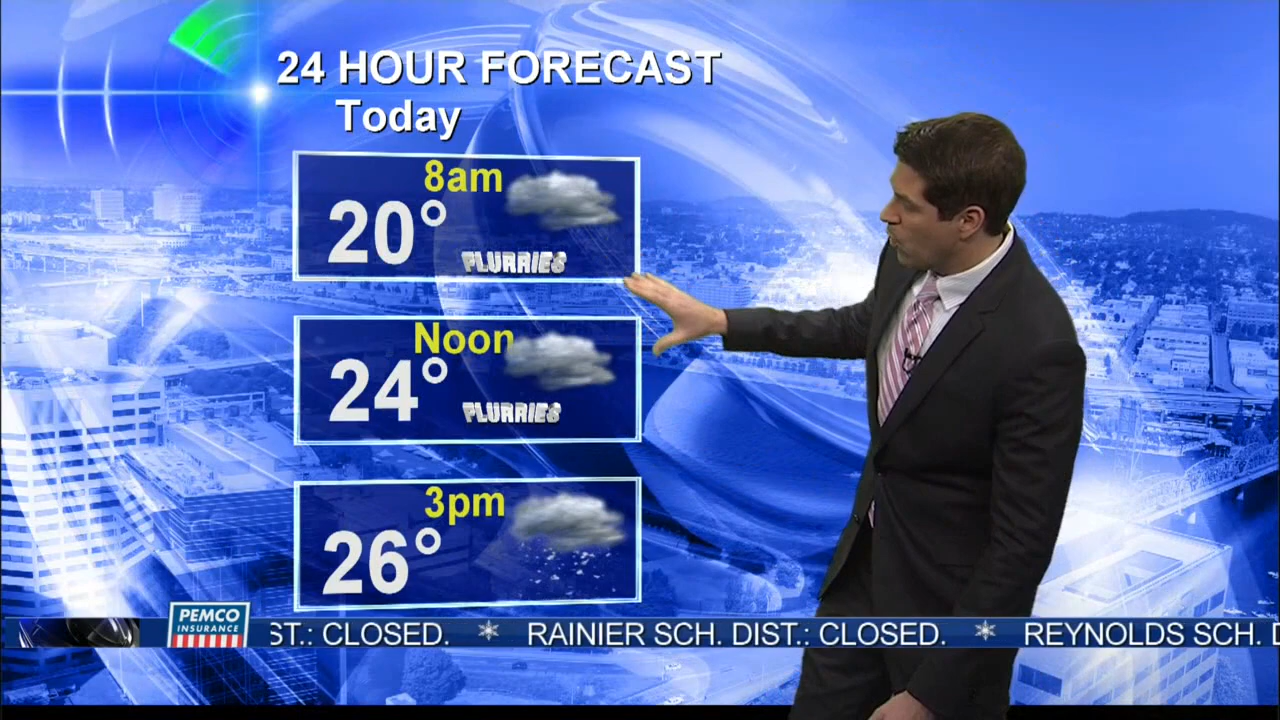 24 HOUR FORECAST
Today
8am
20°
FLURRIES
Noon
24°
FLURRIES
3pm
26°
PEMCO
INSURANCE
ST.: CLOSED. RAINIER SCH. DIST.: CLOSED. REYNOLDS SCH.